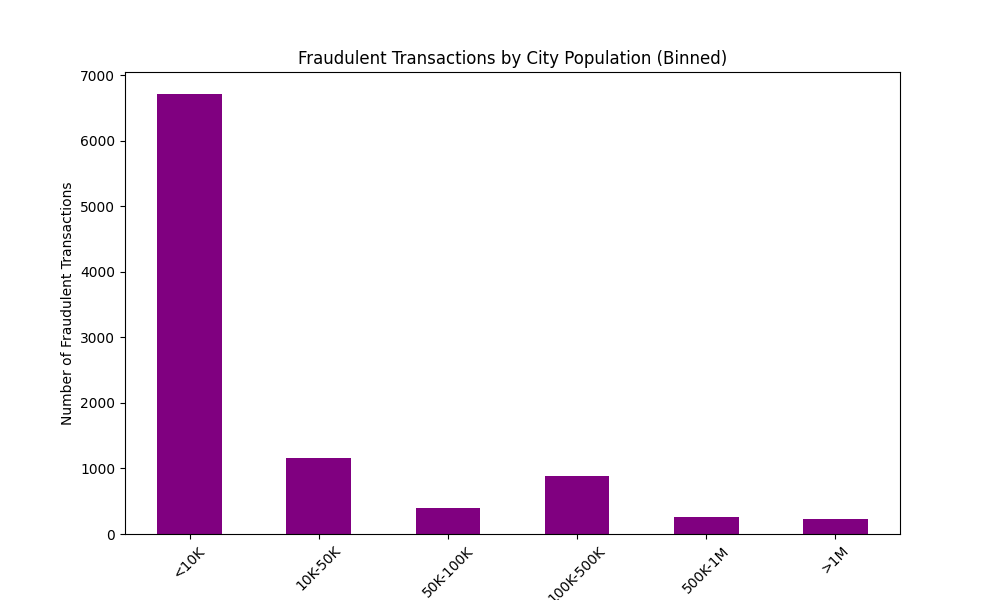 Fraudulent Transactions by City Population (Binned)
Number of Fraudulent Transactions
7000
6000
5000
4000
3000
2000
1000
0
<10K
10K-50K
50K-100K
100K-500K
500K-1M
>1M